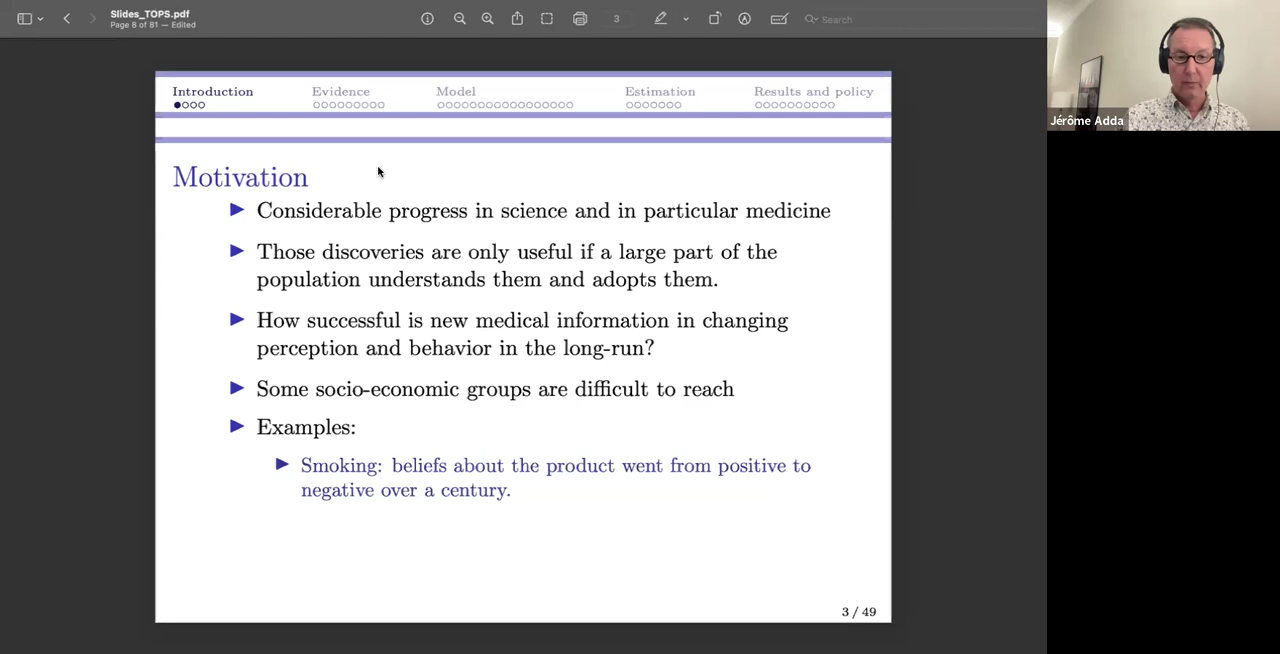 Slides_TOPS.pdf
Page 8 of 81 — Edited
3
Search
Introduction
Evidence
Model
Estimation
Results and policy
Motivation
Considerable progress in science and in particular medicine
Those discoveries are only useful if a large part of the
population understands them and adopts them.
How successful is new medical information in changing
perception and behavior in the long-run?
Some socio-economic groups are difficult to reach
Examples:
Smoking: beliefs about the product went from positive to
negative over a century.
3 / 49
Jérôme Adda